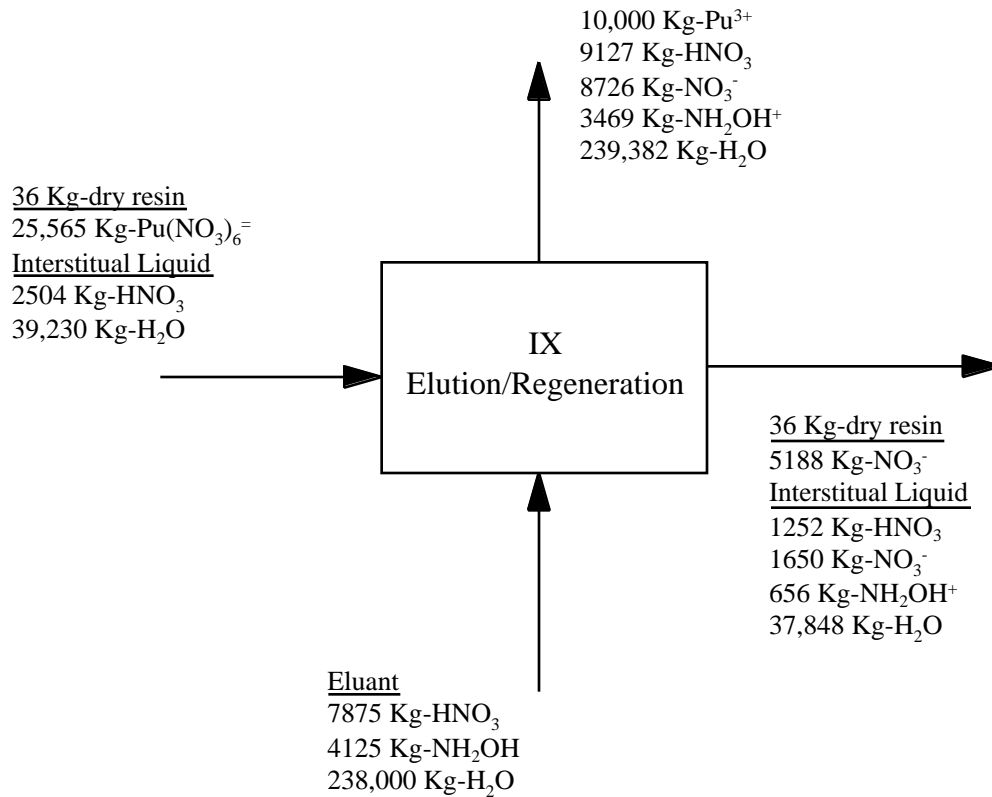 10,000 Kg-Pu³⁺
9127 Kg-HNO₃
8726 Kg-NO₃⁻
3469 Kg-NH₂OH⁺
239,382 Kg-H₂O
36 Kg-dry resin
25,565 Kg-Pu(NO₃)₆⁼
Interstitual Liquid
2504 Kg-HNO₃
39,230 Kg-H₂O
IX
Elution/Regeneration
36 Kg-dry resin
5188 Kg-NO₃⁻
Interstitual Liquid
1252 Kg-HNO₃
1650 Kg-NO₃⁻
656 Kg-NH₂OH⁺
37,848 Kg-H₂O
Eluant
7875 Kg-HNO₃
4125 Kg-NH₂OH
238,000 Kg-H₂O